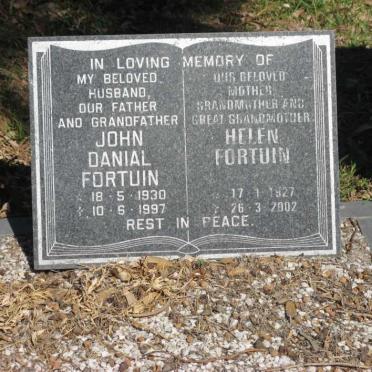 IN LOVING MEMORY OF
MY BELOVED
HUSBAND,
OUR FATHER
AND GRANDFATHER
JOHN
DANIAL
FORTUIN
* 18 · 5 · 1930
+ 10 · 6 · 1997
OUR BELOVED
MOTHER,
GRANDMOTHER AND
GREAT GRANDMOTHER
HELEN
FORTUIN
* 17 · 1 · 1927
+ 26 · 3 · 2002
REST IN PEACE.